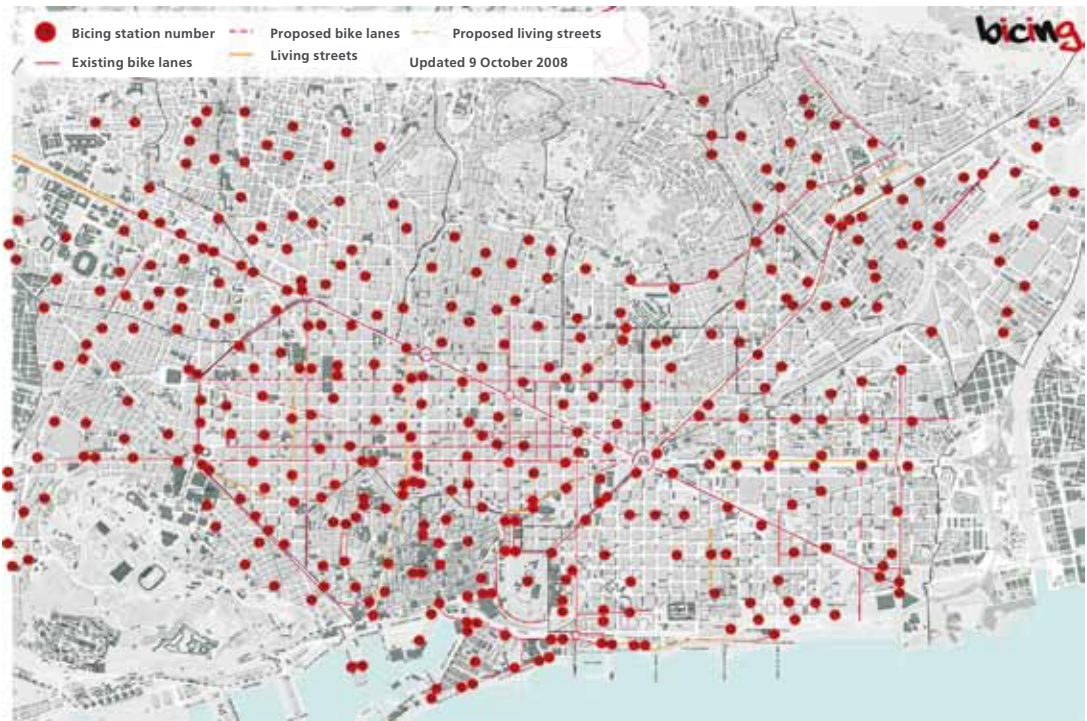 bicing
Bicing station number
Proposed bike lanes
Proposed living streets
Existing bike lanes
Living streets
Updated 9 October 2008